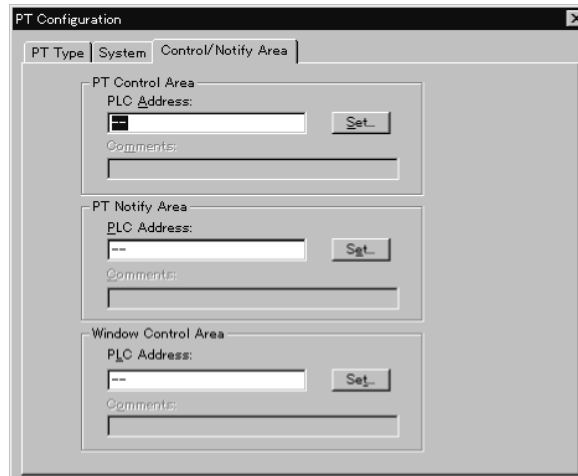 PT Configuration
PT Type System Control/Notify Area
PT Control Area
PLC Address:
--
Set...
Comments:
PT Notify Area
PLC Address:
--
Set...
Comments:
Window Control Area
PLC Address:
--
Set...
Comments: